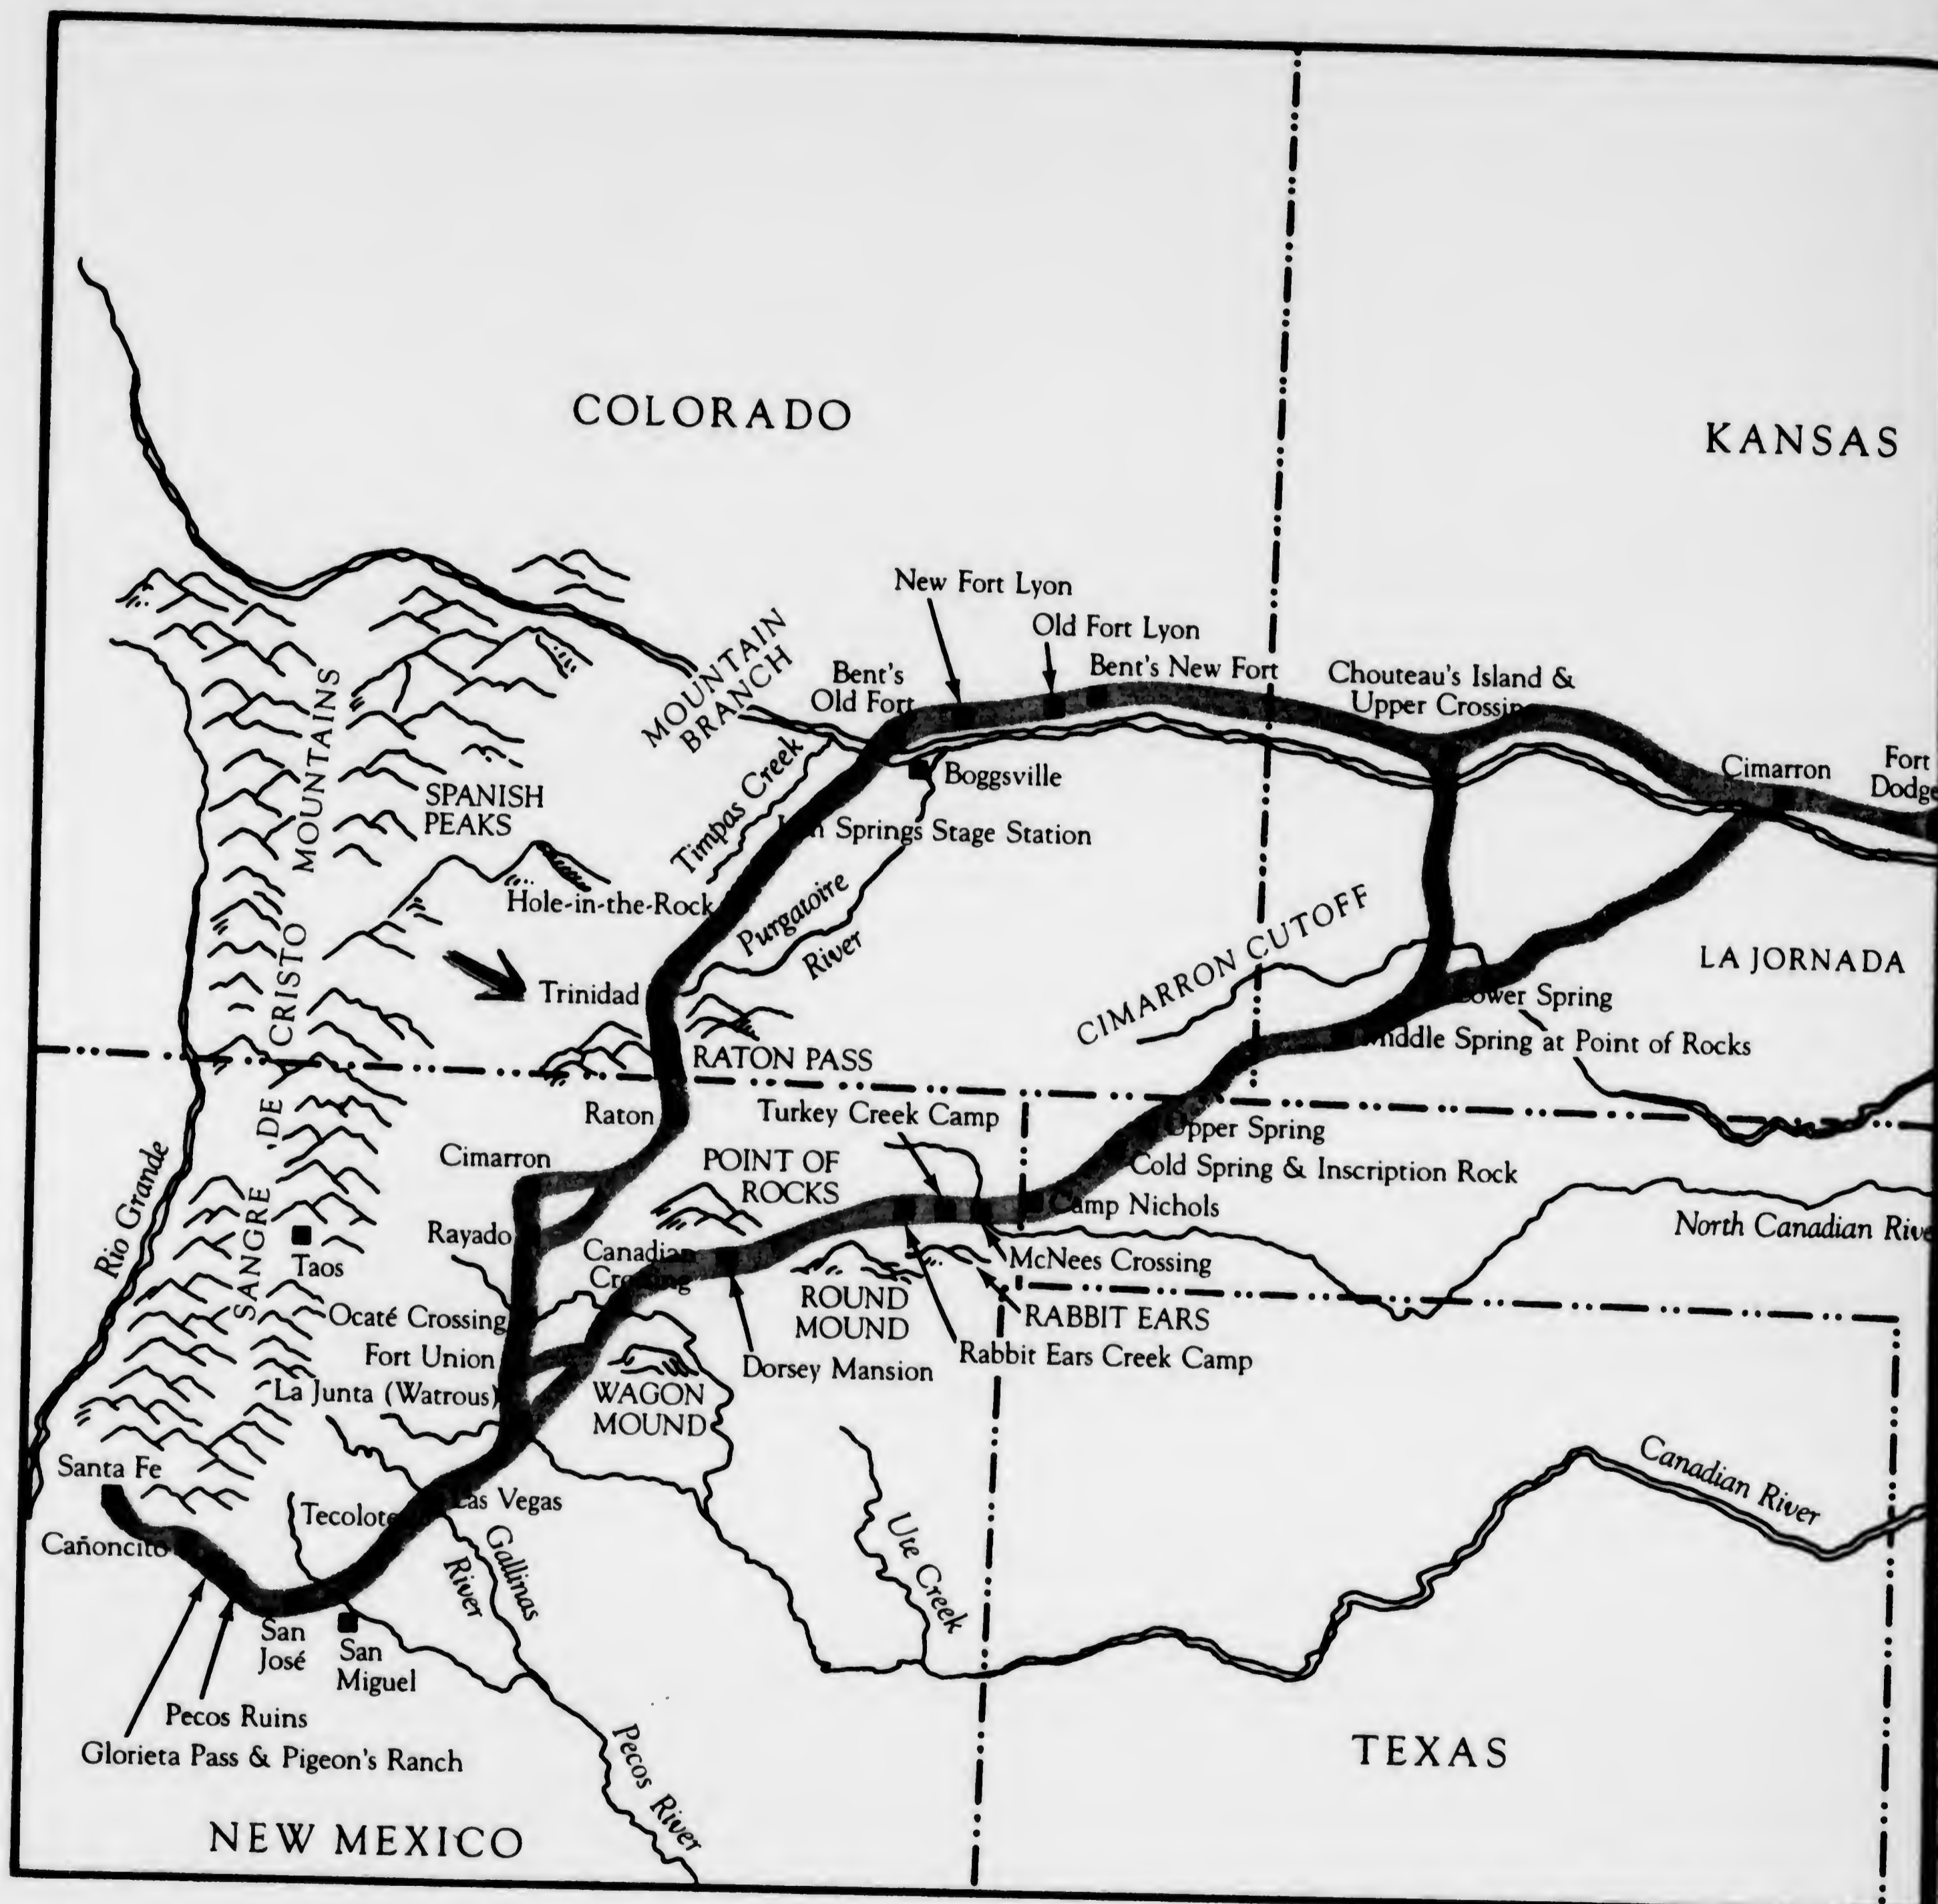 COLORADO
KANSAS
New Fort Lyon
Old Fort Lyon
Bent's New Fort
Bent's
Old Fort
Chouteau's Island &
Upper Crossin
MOUNTAIN
BRANCH
Cimarron
Fort
Dodge
Boggsville
Timpas Creek
Springs Stage Station
SPANISH
PEAKS
Hole-in-the-Rock
Purgatoire
River
SANGRE DE CRISTO MOUNTAINS
CIMARRON CUTOFF
LA JORNADA
Trinidad
Lower Spring
Middle Spring at Point of Rocks
RATON PASS
Raton
Turkey Creek Camp
Upper Spring
Cimarron
POINT OF
ROCKS
Cold Spring & Inscription Rock
Camp Nichols
North Canadian Rive
Rio Grande
Rayado
Taos
Canadian
Crossing
McNees Crossing
ROUND
MOUND
RABBIT EARS
Ocaté Crossing
Fort Union
Dorsey Mansion
Rabbit Ears Creek Camp
La Junta (Watrous)
WAGON
MOUND
Santa Fe
Las Vegas
Tecolote
Canadian River
Cañoncito
Gallinas
River
Ute Creek
San
José
San
Miguel
Pecos Ruins
Glorieta Pass & Pigeon's Ranch
Pecos River
TEXAS
NEW MEXICO